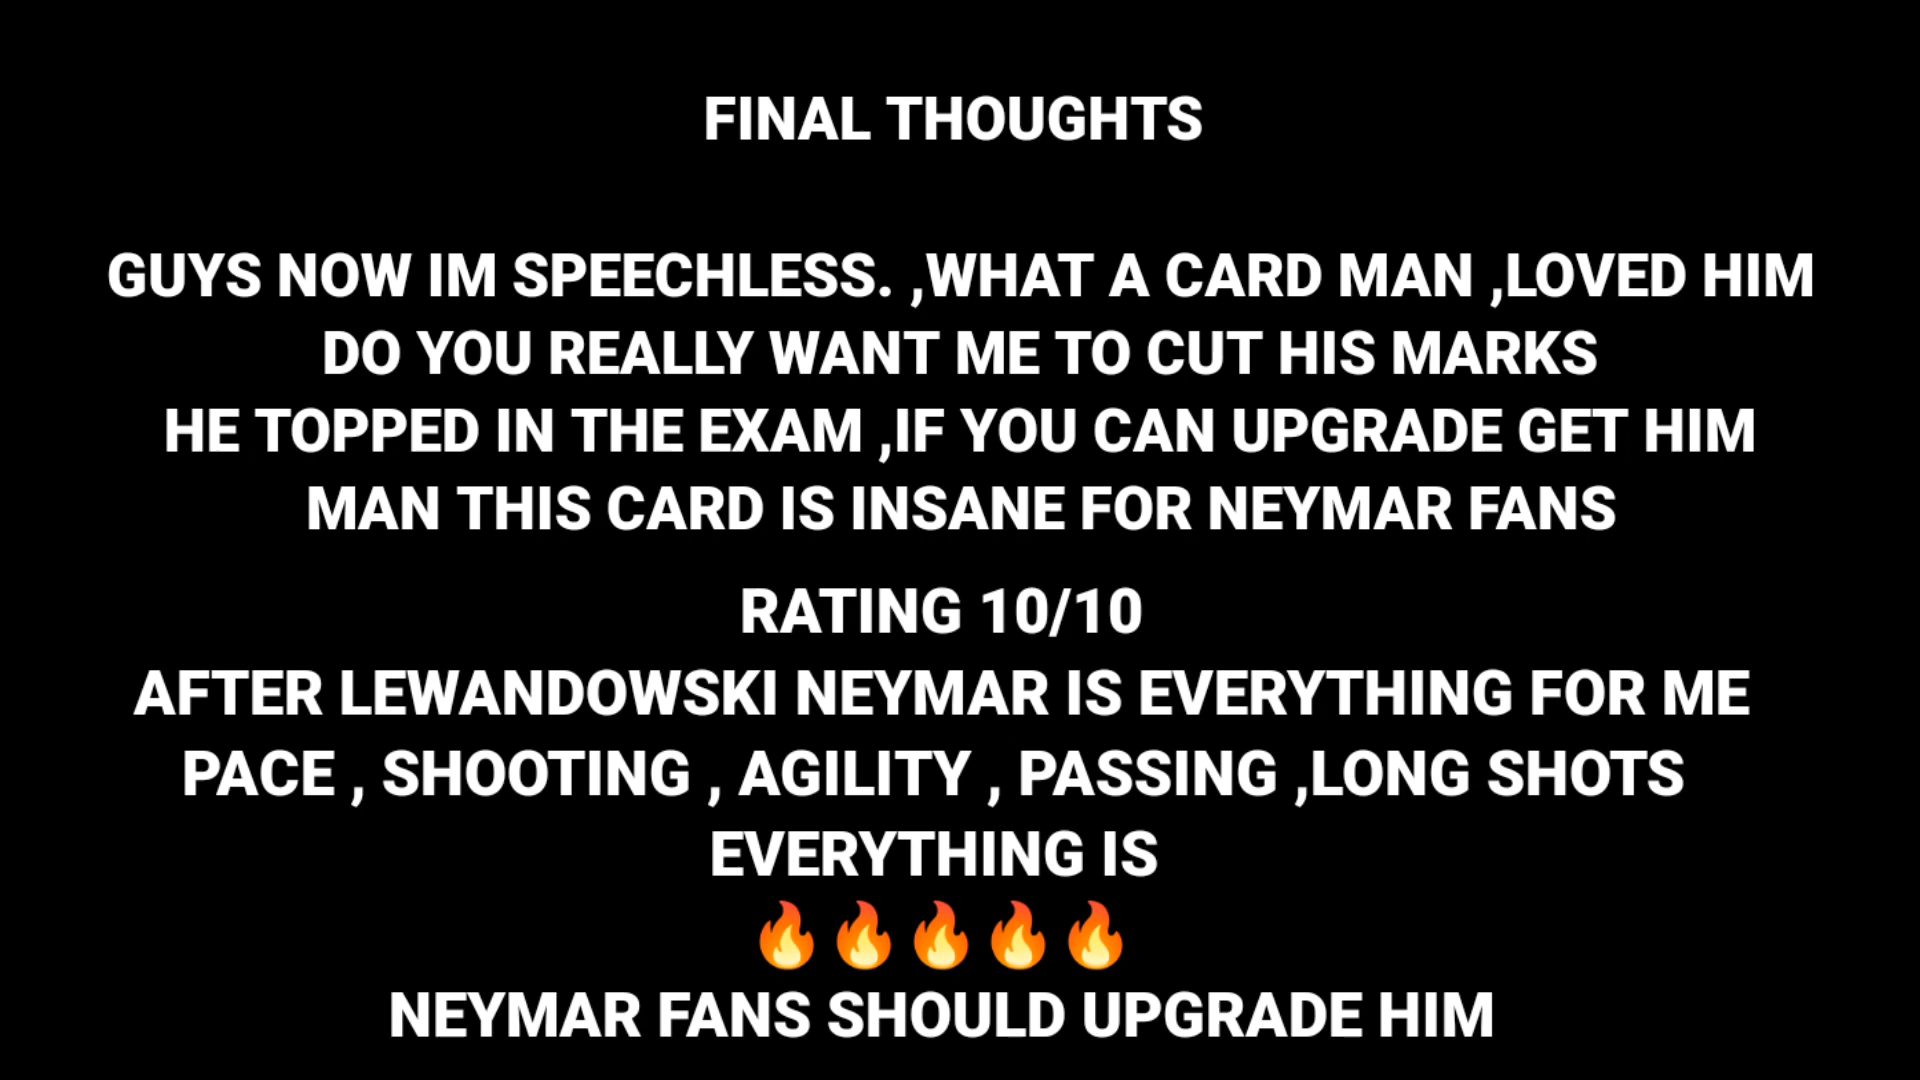 FINAL THOUGHTS
GUYS NOW IM SPEECHLESS. ,WHAT A CARD MAN ,LOVED HIM
DO YOU REALLY WANT ME TO CUT HIS MARKS
HE TOPPED IN THE EXAM ,IF YOU CAN UPGRADE GET HIM
MAN THIS CARD IS INSANE FOR NEYMAR FANS
RATING 10/10
AFTER LEWANDOWSKI NEYMAR IS EVERYTHING FOR ME
PACE , SHOOTING , AGILITY , PASSING ,LONG SHOTS
EVERYTHING IS
🔥🔥🔥🔥🔥
NEYMAR FANS SHOULD UPGRADE HIM